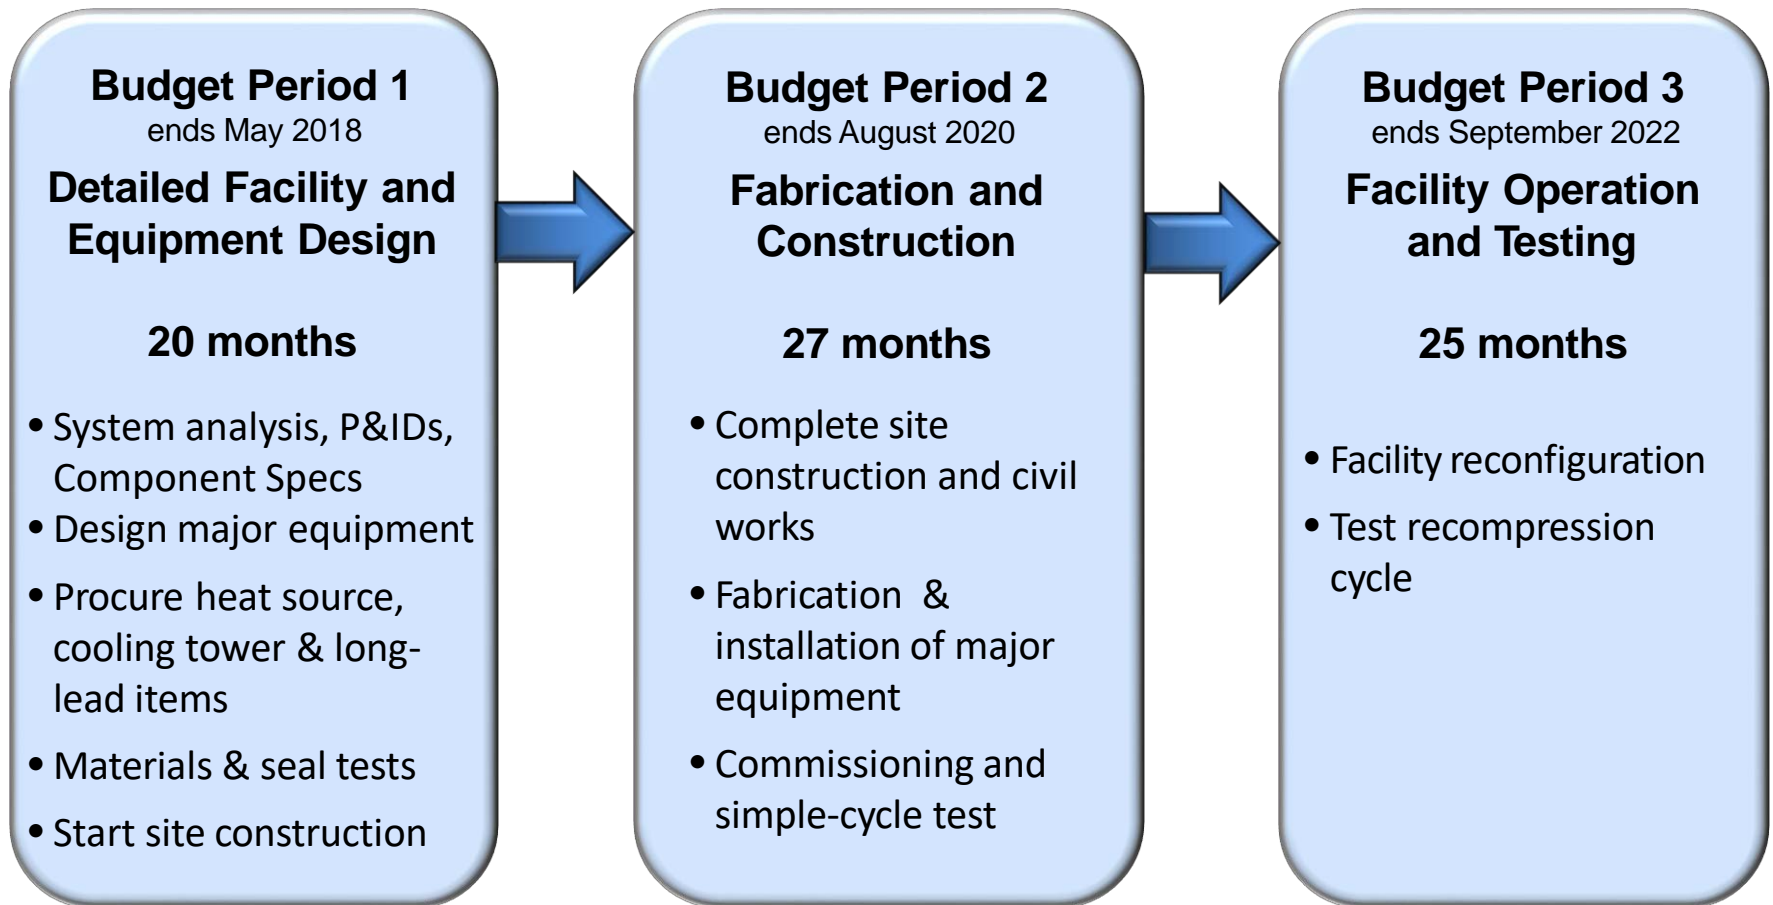 Budget Period 1
ends May 2018
Detailed Facility and
Equipment Design
20 months
• System analysis, P&IDs,
Component Specs
• Design major equipment
• Procure heat source,
cooling tower & long-
lead items
• Materials & seal tests
• Start site construction
Budget Period 2
ends August 2020
Fabrication and
Construction
27 months
• Complete site
construction and civil
works
• Fabrication &
installation of major
equipment
• Commissioning and
simple-cycle test
Budget Period 3
ends September 2022
Facility Operation
and Testing
25 months
• Facility reconfiguration
• Test recompression
cycle